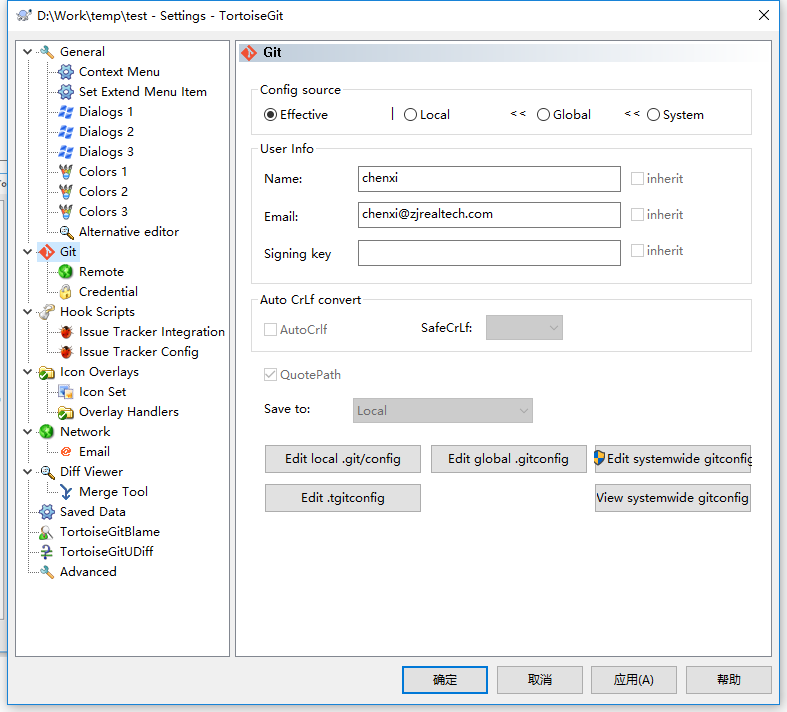 D:\Work\temp\test - Settings - TortoiseGit
General
Context Menu
Set Extend Menu Item
Dialogs 1
Dialogs 2
Dialogs 3
Colors 1
Colors 2
Colors 3
Alternative editor
Git
Remote
Credential
Hook Scripts
Issue Tracker Integration
Issue Tracker Config
Icon Overlays
Icon Set
Overlay Handlers
Network
Email
Diff Viewer
Merge Tool
Saved Data
TortoiseGitBlame
TortoiseGitUDiff
Advanced
Git
Config source
Effective | Local << Global << System
User Info
Name: chenxi inherit
Email: chenxi@zjrealtech.com inherit
Signing key inherit
Auto CrLf convert
AutoCrlf SafeCrLf:
QuotePath
Save to: Local
Edit local .git/config Edit global .gitconfig Edit systemwide gitconfig
Edit .tgitconfig View systemwide gitconfig
确定 取消 应用(A) 帮助